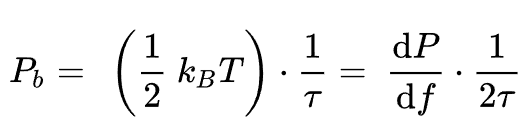 P_b = (1/2 k_B T) · 1/τ = dP/df · 1/2τ